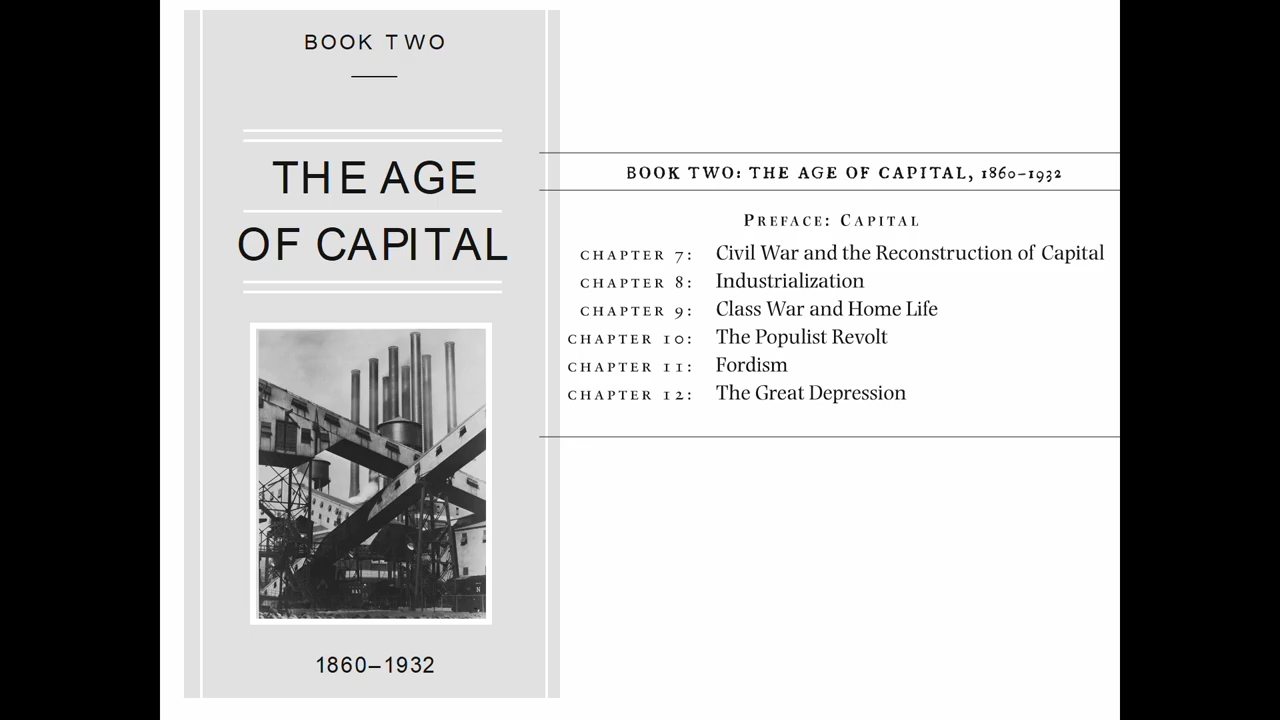 BOOK TWO
THE AGE
OF CAPITAL
1860–1932
BOOK TWO: THE AGE OF CAPITAL, 1860–1932
PREFACE: CAPITAL
CHAPTER 7: Civil War and the Reconstruction of Capital
CHAPTER 8: Industrialization
CHAPTER 9: Class War and Home Life
CHAPTER 10: The Populist Revolt
CHAPTER 11: Fordism
CHAPTER 12: The Great Depression